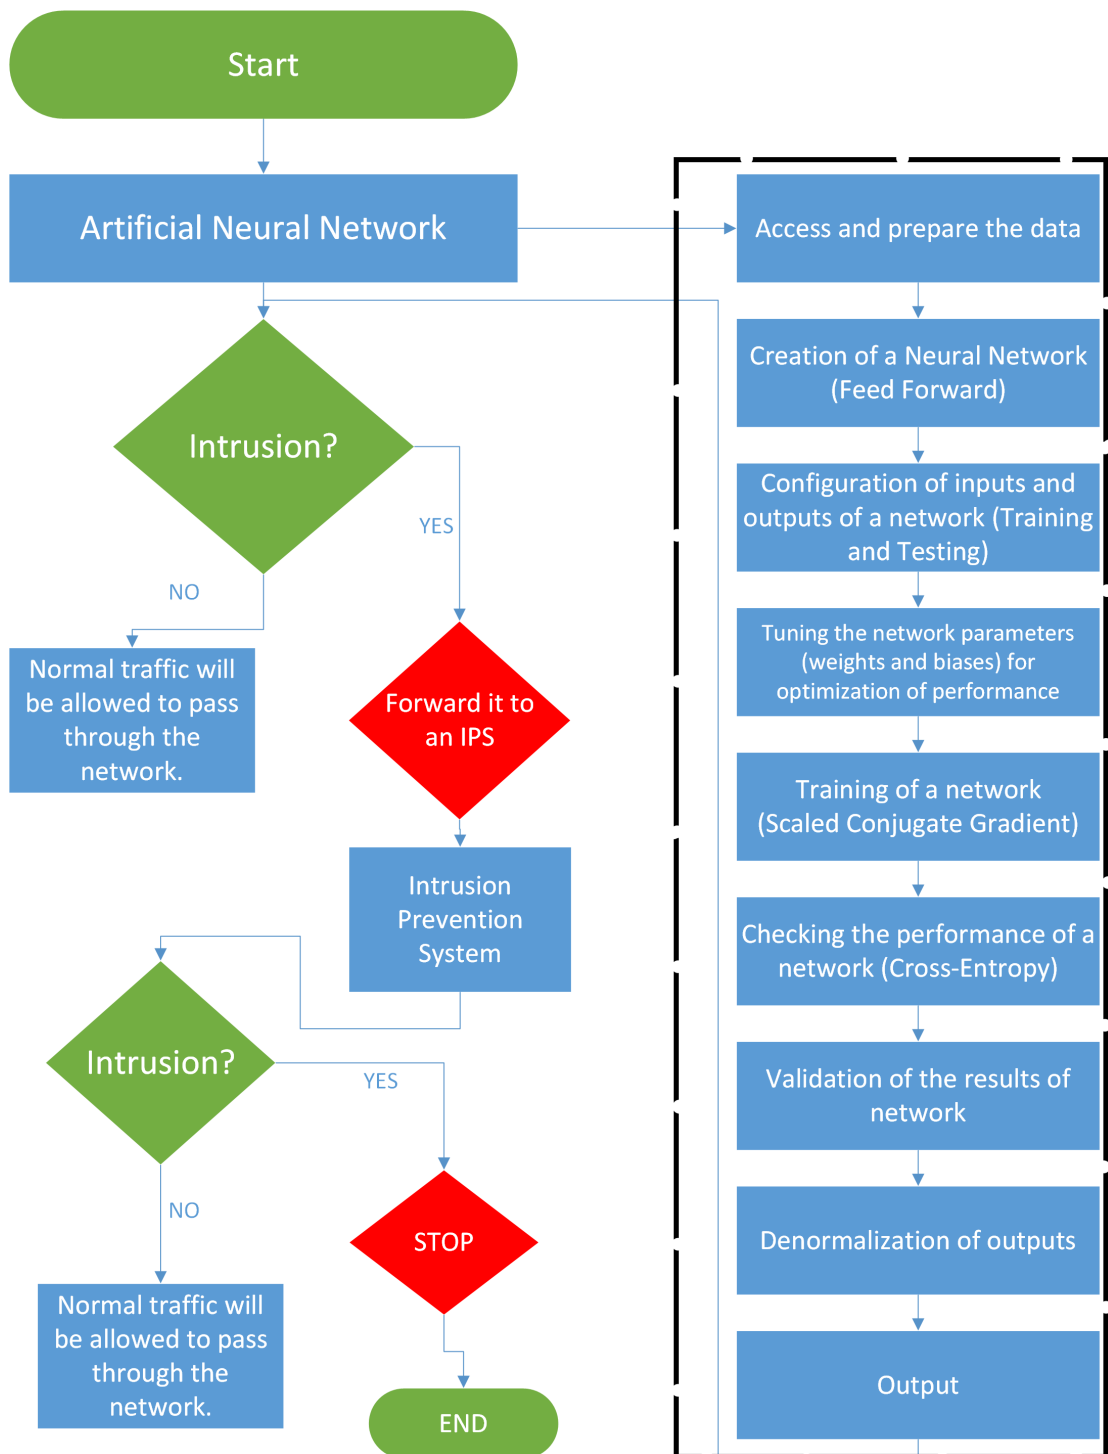 Start
Artificial Neural Network
Intrusion?
YES
NO
Normal traffic will
be allowed to pass
through the
network.
Forward it to
an IPS
Intrusion
Prevention
System
Intrusion?
YES
NO
STOP
Normal traffic will
be allowed to pass
through the
network.
END
Access and prepare the data
Creation of a Neural Network
(Feed Forward)
Configuration of inputs and
outputs of a network (Training
and Testing)
Tuning the network parameters
(weights and biases) for
optimization of performance
Training of a network
(Scaled Conjugate Gradient)
Checking the performance of a
network (Cross-Entropy)
Validation of the results of
network
Denormalization of outputs
Output